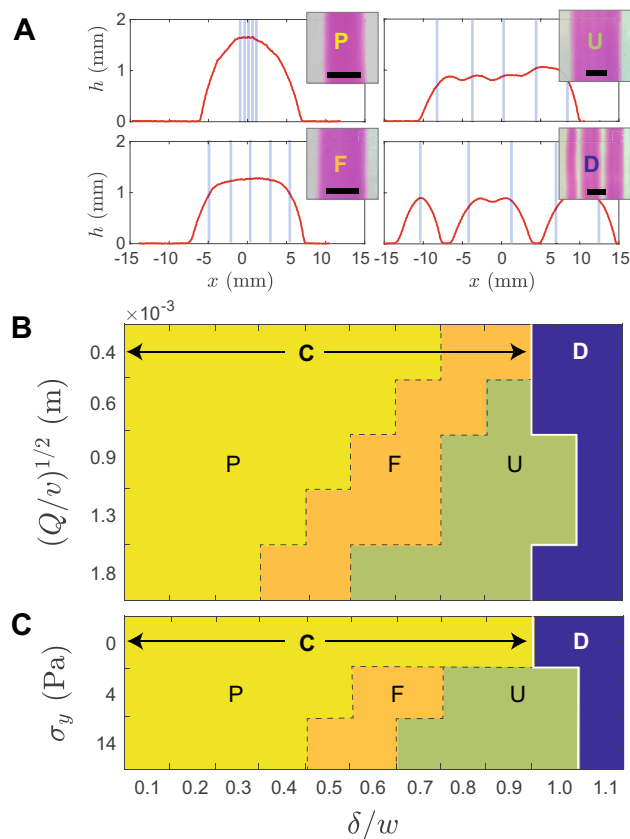 A
h (mm)
2
1
0
P
U
h (mm)
2
1
0
F
D
-15 -10 -5 0 5 10 15
-15 -10 -5 0 5 10 15
x (mm)
x (mm)
B
×10⁻³
(Q/v)^{1/2} (m)
0.4
0.6
0.9
1.3
1.8
C
D
P
F
U
C
σ_y (Pa)
0
4
14
C
D
P
F
U
0.1 0.2 0.3 0.4 0.5 0.6 0.7 0.8 0.9 1.0 1.1
δ/w